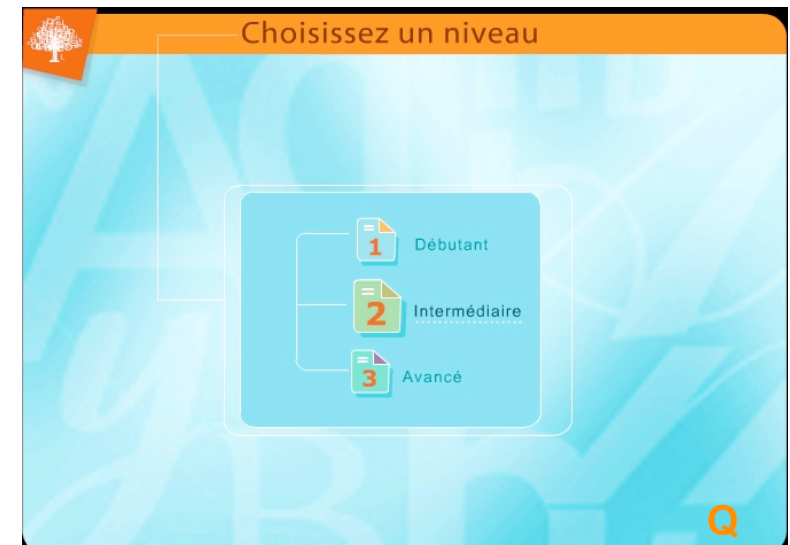 Choisissez un niveau
1 Débutant
2 Intermédiaire
3 Avancé
Q